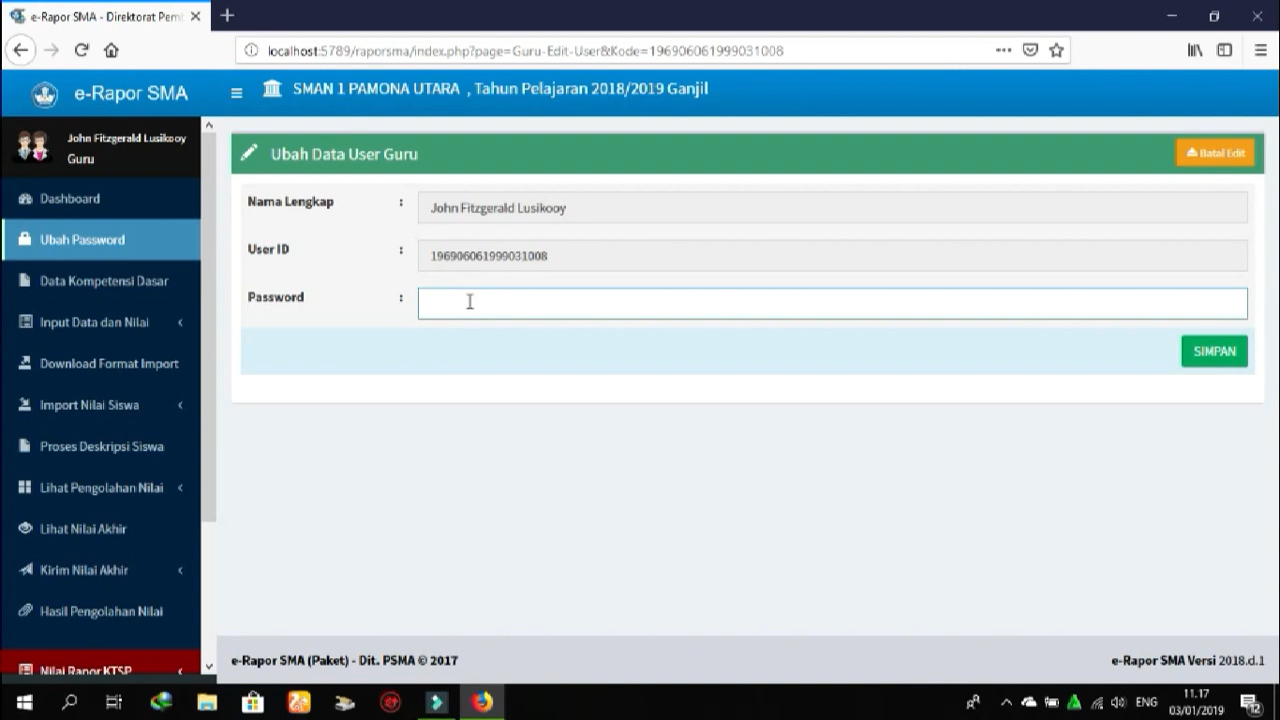 e-Rapor SMA - Direktorat Pemb
localhost:5789/raporsma/index.php?page=Guru-Edit-User&Kode=196906061999031008
e-Rapor SMA
SMAN 1 PAMONA UTARA , Tahun Pelajaran 2018/2019 Ganjil
John Fitzgerald Lusikooy
Guru
Dashboard
Ubah Password
Data Kompetensi Dasar
Input Data dan Nilai
Download Format Import
Import Nilai Siswa
Proses Deskripsi Siswa
Lihat Pengolahan Nilai
Lihat Nilai Akhir
Kirim Nilai Akhir
Hasil Pengolahan Nilai
Nilai Rapor KTSP
Ubah Data User Guru
Batal Edit
Nama Lengkap : John Fitzgerald Lusikooy
User ID : 196906061999031008
Password :
SIMPAN
e-Rapor SMA (Paket) - Dit. PSMA © 2017
e-Rapor SMA Versi 2018.d.1
ENG
11.17
03/01/2019
12